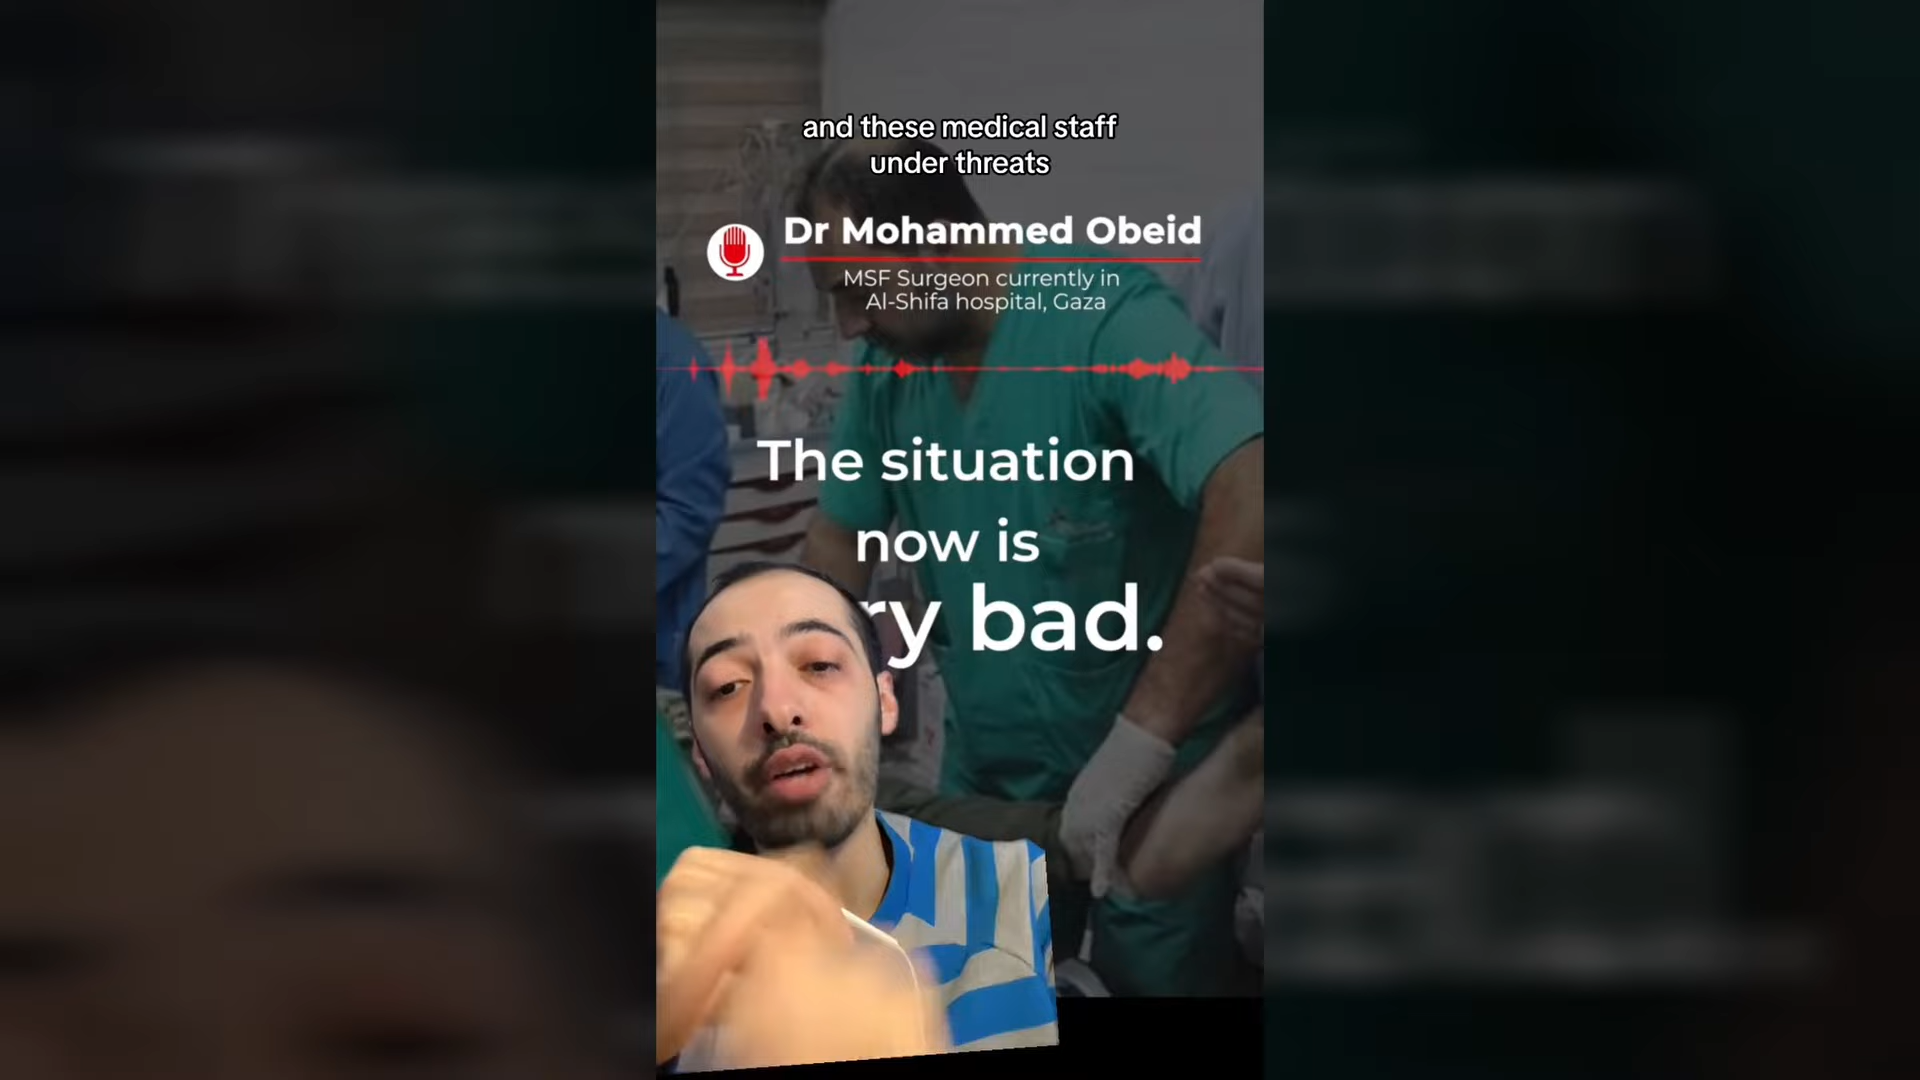 and these medical staff
under threats
Dr Mohammed Obeid
MSF Surgeon currently in
Al-Shifa hospital, Gaza
The situation
now is
bad.